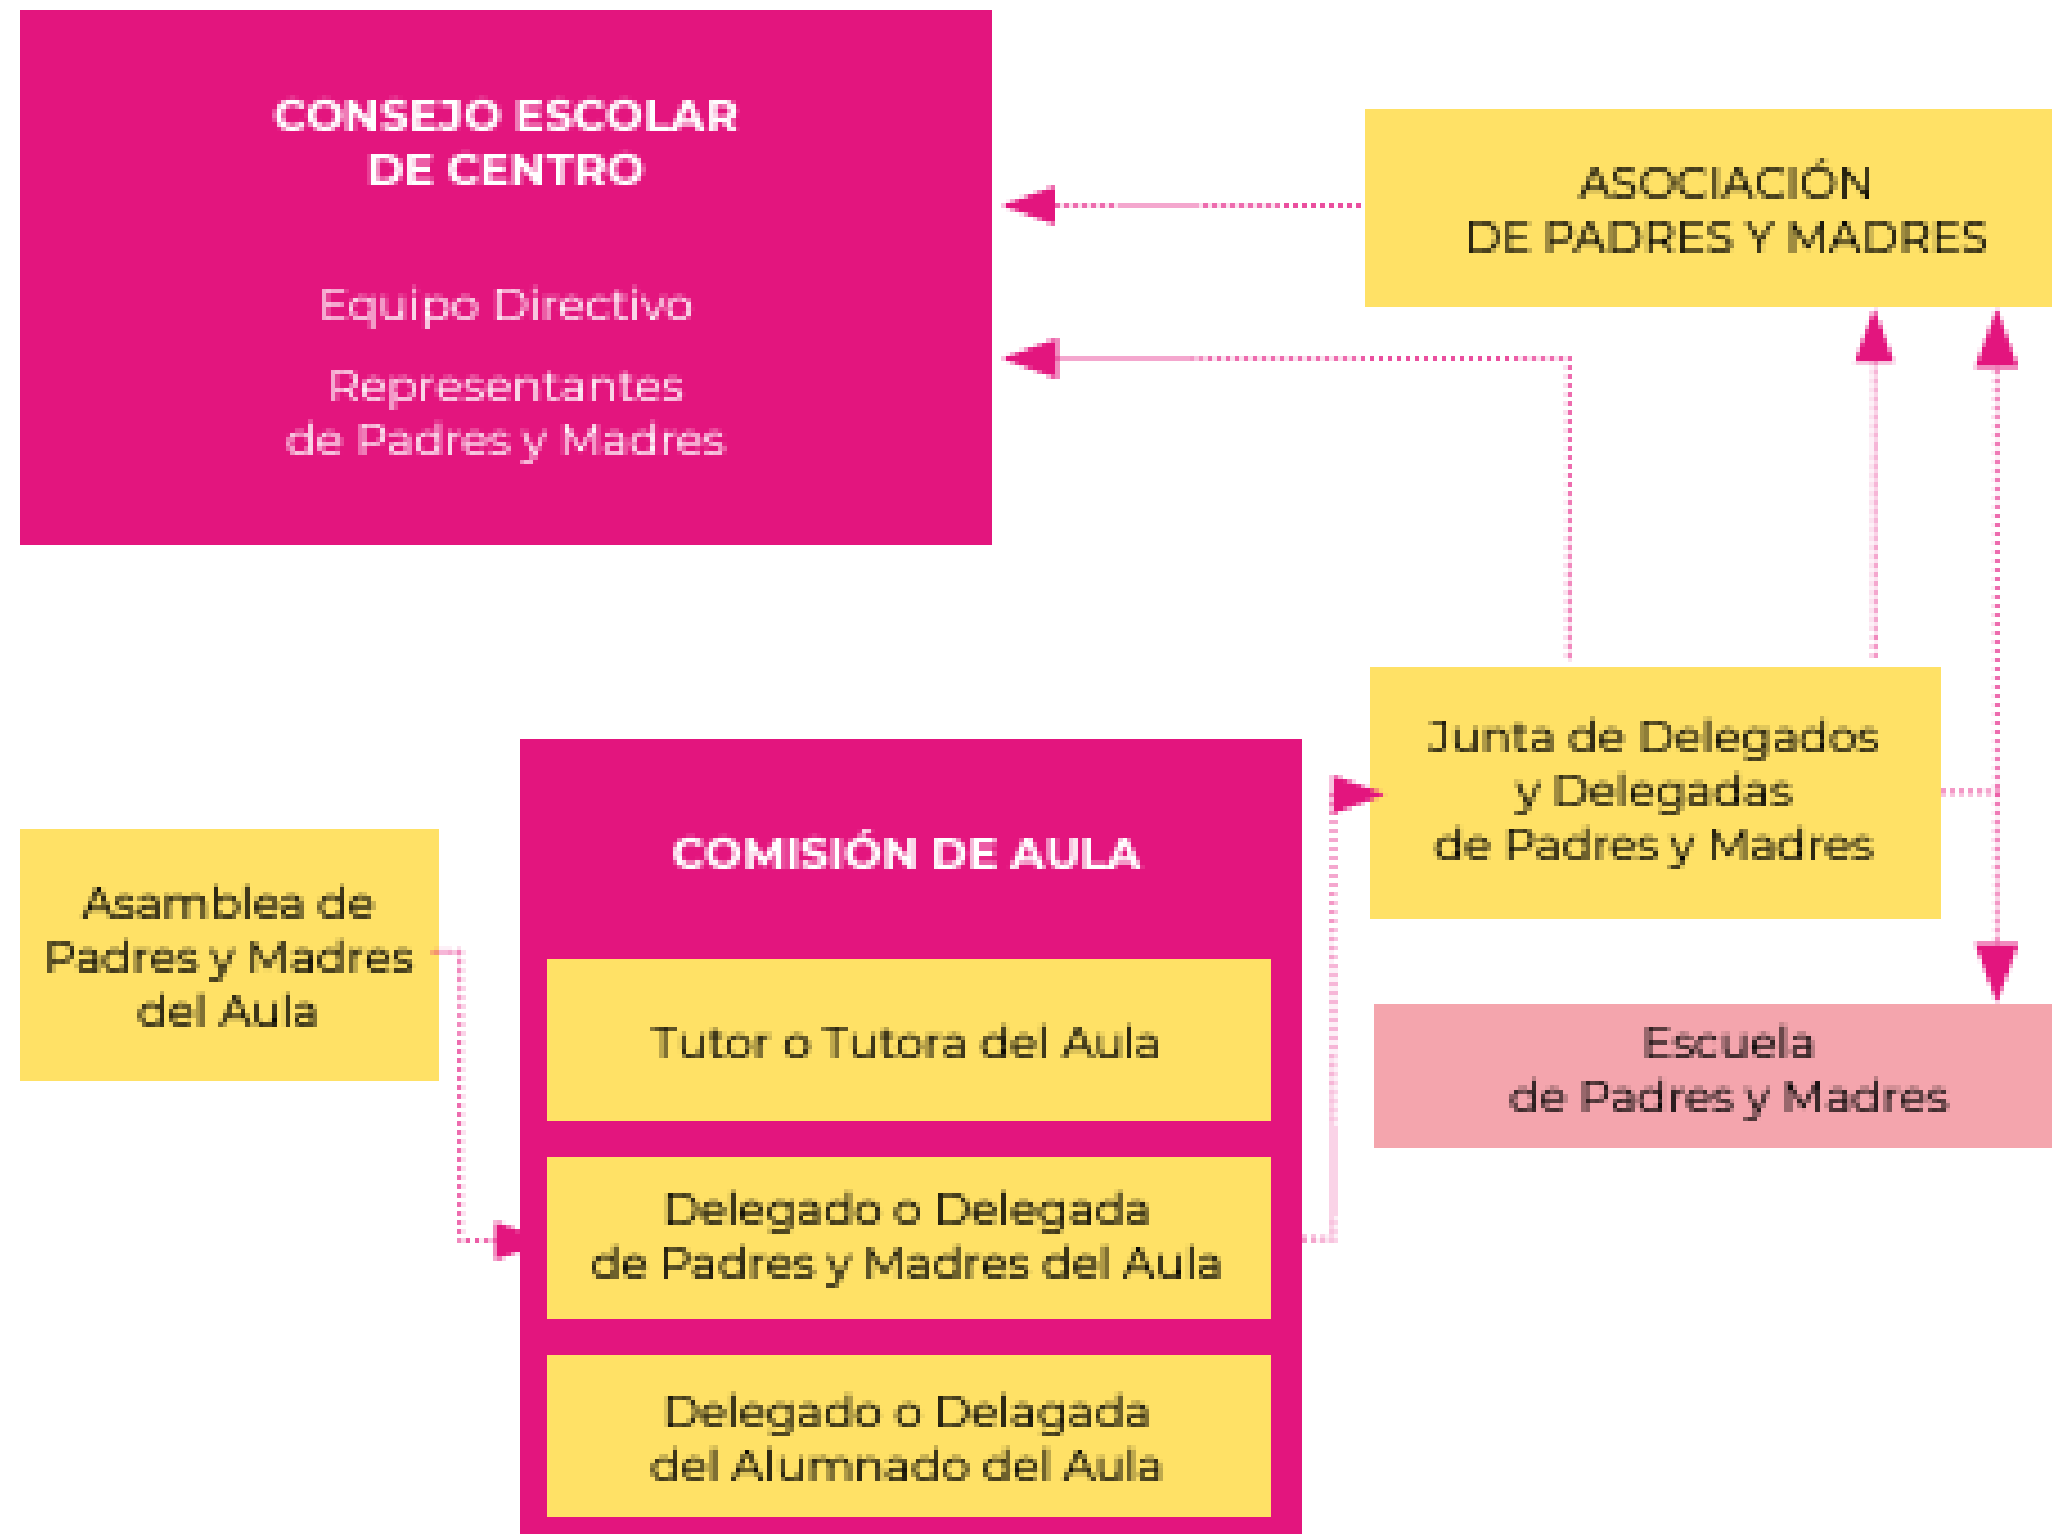 CONSEJO ESCOLAR
DE CENTRO
Equipo Directivo
Representantes
de Padres y Madres
ASOCIACIÓN
DE PADRES Y MADRES
Junta de Delegados
y Delegadas
de Padres y Madres
Asamblea de
Padres y Madres
del Aula
COMISIÓN DE AULA
Tutor o Tutora del Aula
Delegado o Delegada
de Padres y Madres del Aula
Delegado o Delagada
del Alumnado del Aula
Escuela
de Padres y Madres